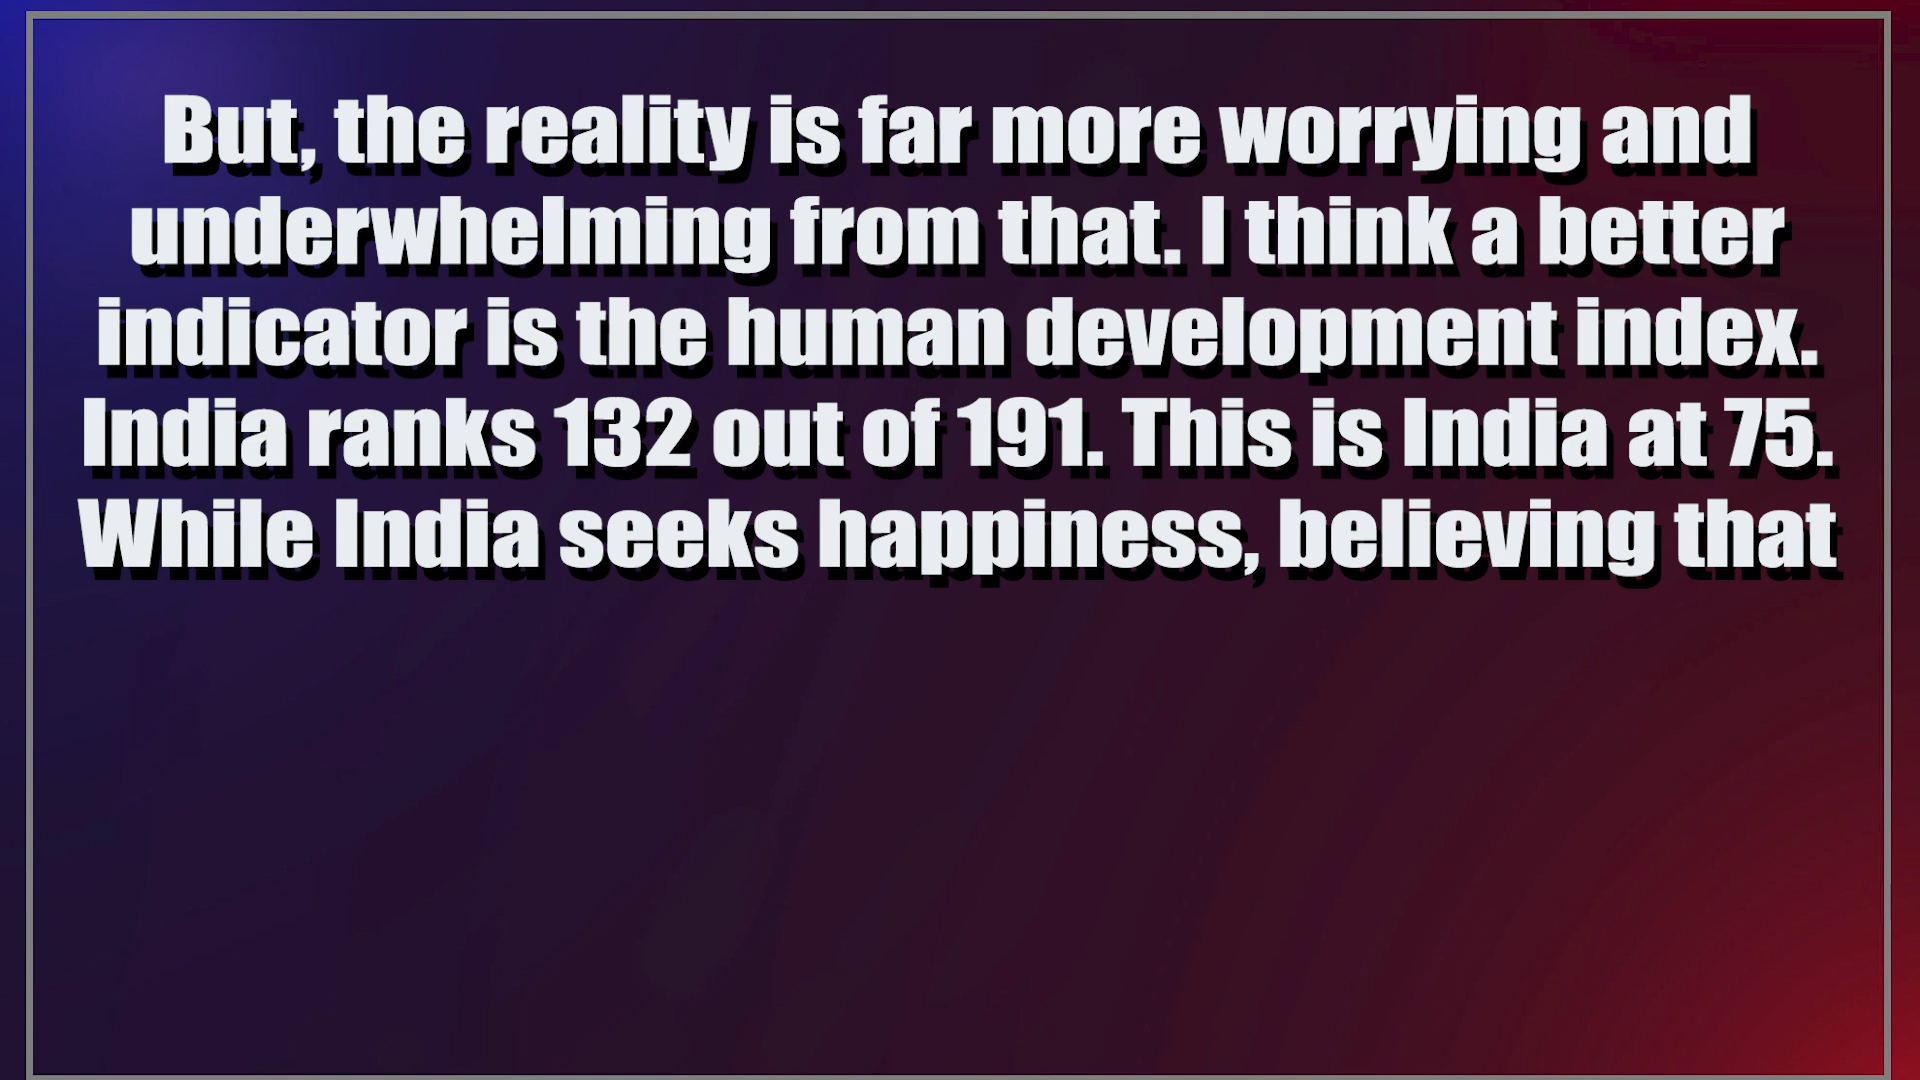 But, the reality is far more worrying and
underwhelming from that. I think a better
indicator is the human development index.
India ranks 132 out of 191. This is India at 75.
While India seeks happiness, believing that